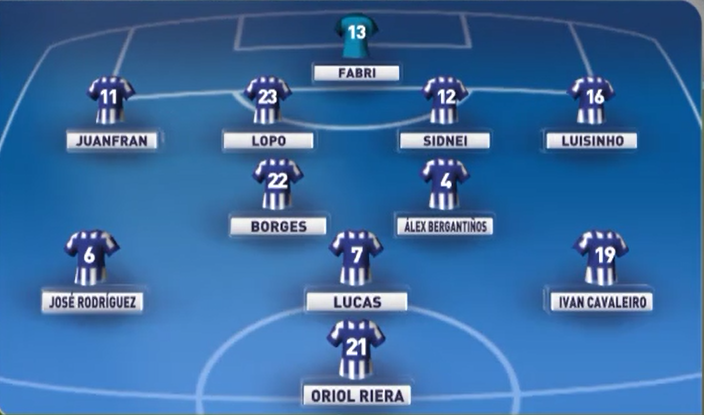 13
FABRI
11 23 12 16
JUANFRAN LOPO SIDNEI LUISINHO
22 4
BORGES ÁLEX BERGANTIÑOS
6 7 19
JOSÉ RODRÍGUEZ LUCAS IVAN CAVALEIRO
21
ORIOL RIERA